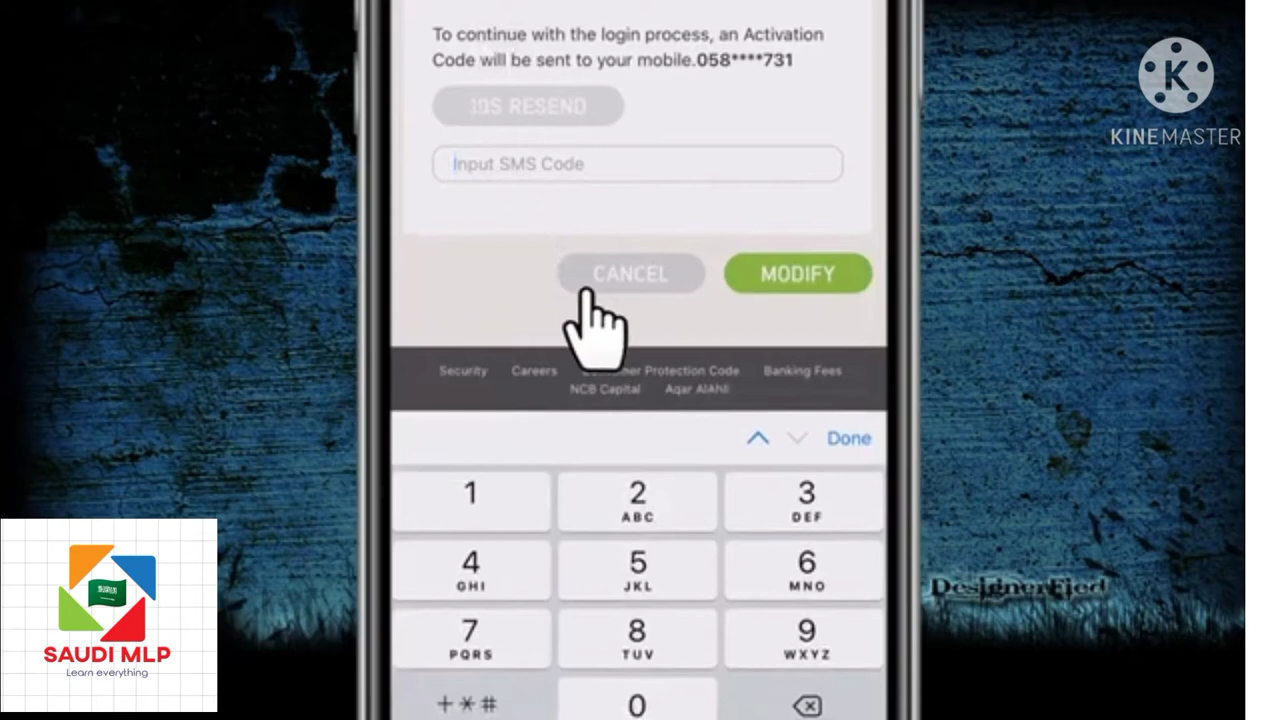 To continue with the login process, an Activation
Code will be sent to your mobile.058****731
RESEND
Input SMS Code
CANCEL
MODIFY
Security
Careers
Protection Code
Banking Fees
NCB Capital
Aqar AlAhli
Done
1
2
ABC
3
DEF
4
GHI
5
JKL
6
MNO
7
PQRS
8
TUV
9
WXYZ
+*#
0
K
KINEMASTER
DesignerFied
SAUDI MLP
Learn everything